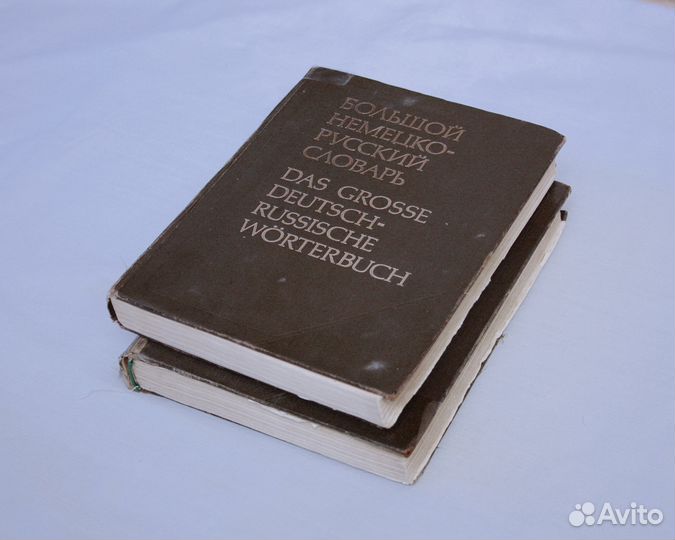 БОЛЬШОЙ
НЕМЕЦКО-
РУССКИЙ
СЛОВАРЬ
DAS GROSSE
DEUTSCH-
RUSSISCHE
WÖRTERBUCH
Avito